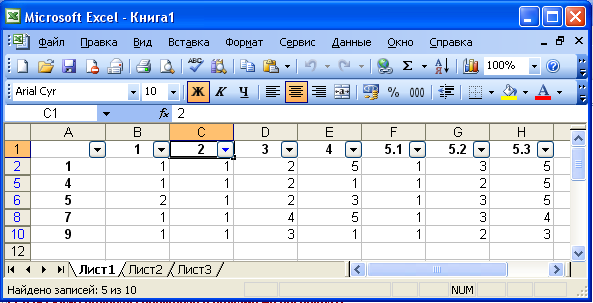 Microsoft Excel - Книга1
Файл Правка Вид Вставка Формат Сервис Данные Окно Справка
100%
Arial Cyr 10 Ж К Ч
C1 fx 2
A B C D E F G H
1 1 2 3 4 5.1 5.2 5.3
2 1 1 1 2 5 1 3 5
5 4 1 1 2 1 1 2 5
6 5 2 1 2 3 1 3 5
8 7 1 1 4 5 1 3 4
10 9 1 1 3 1 1 2 3
12
Лист1 Лист2 Лист3
Найдено записей: 5 из 10 NUM